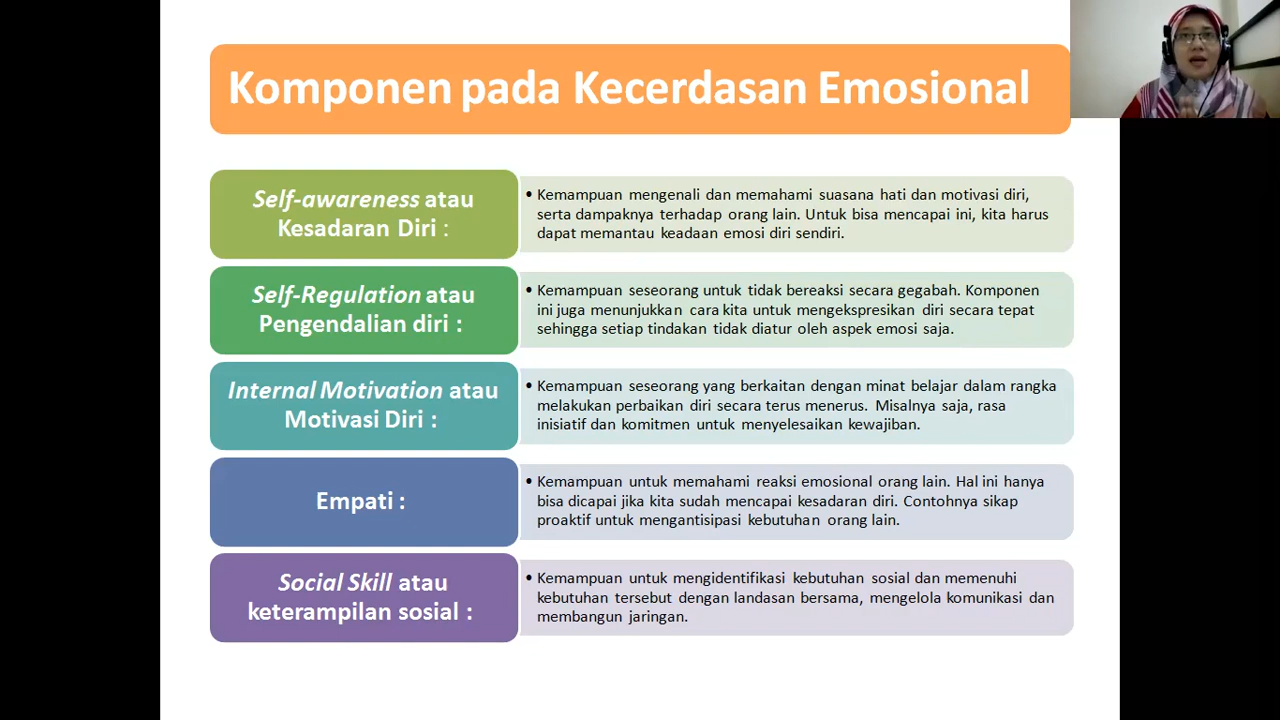 Komponen pada Kecerdasan Emosional
Self-awareness atau
Kesadaran Diri :
• Kemampuan mengenali dan memahami suasana hati dan motivasi diri,
serta dampaknya terhadap orang lain. Untuk bisa mencapai ini, kita harus
dapat memantau keadaan emosi diri sendiri.
Self-Regulation atau
Pengendalian diri :
• Kemampuan seseorang untuk tidak bereaksi secara gegabah. Komponen
ini juga menunjukkan cara kita untuk mengekspresikan diri secara tepat
sehingga setiap tindakan tidak diatur oleh aspek emosi saja.
Internal Motivation atau
Motivasi Diri :
• Kemampuan seseorang yang berkaitan dengan minat belajar dalam rangka
melakukan perbaikan diri secara terus menerus. Misalnya saja, rasa
inisiatif dan komitmen untuk menyelesaikan kewajiban.
Empati :
• Kemampuan untuk memahami reaksi emosional orang lain. Hal ini hanya
bisa dicapai jika kita sudah mencapai kesadaran diri. Contohnya sikap
proaktif untuk mengantisipasi kebutuhan orang lain.
Social Skill atau
keterampilan sosial :
• Kemampuan untuk mengidentifikasi kebutuhan sosial dan memenuhi
kebutuhan tersebut dengan landasan bersama, mengelola komunikasi dan
membangun jaringan.